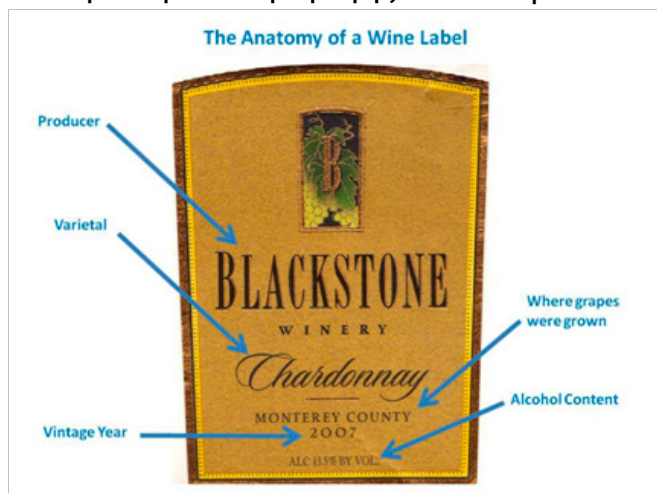 The Anatomy of a Wine Label
Producer
B
Varietal
BLACKSTONE
WINERY
Where grapes
were grown
Chardonnay
Alcohol Content
MONTEREY COUNTY
Vintage Year
2007
ALC 13.5% BY VOL.